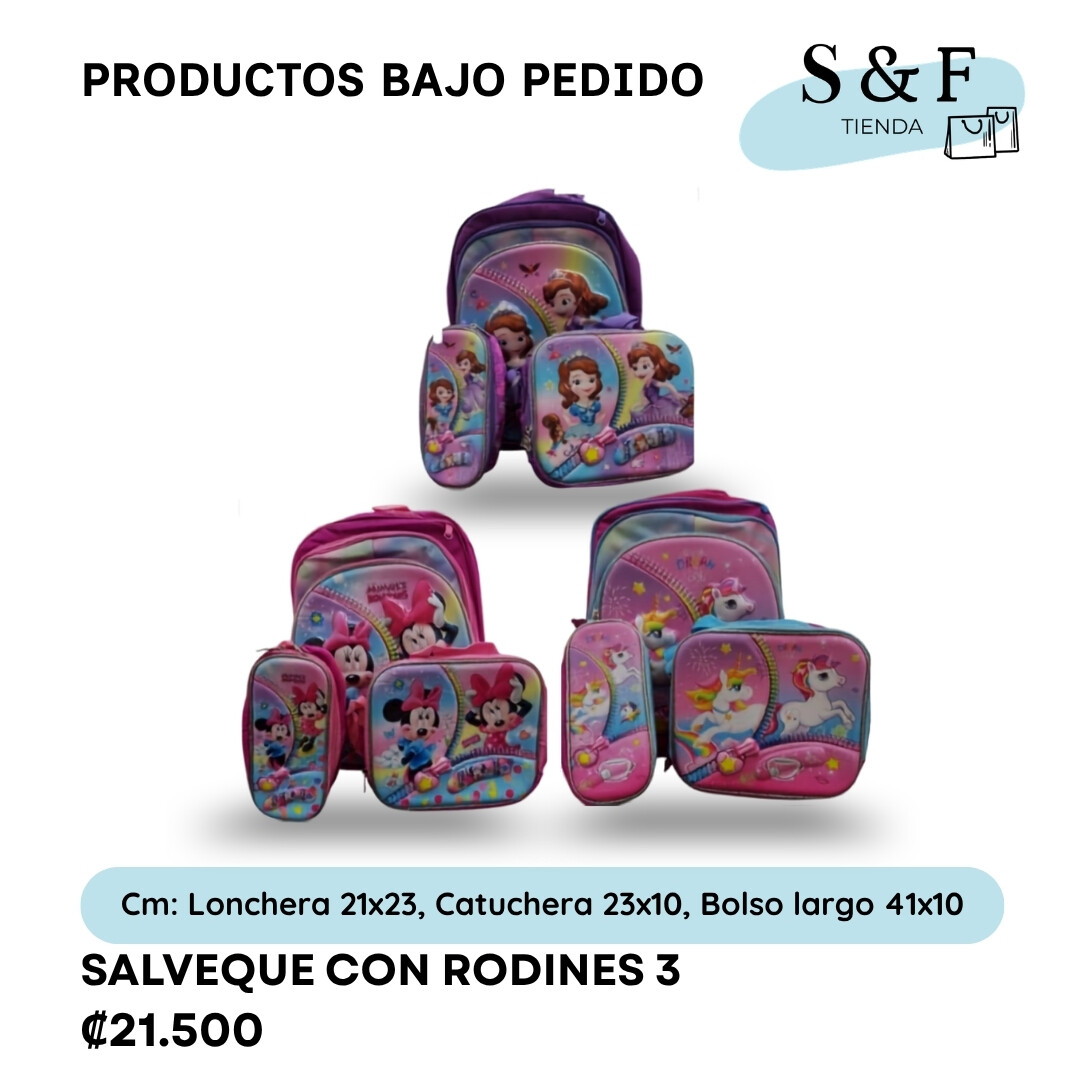 PRODUCTOS BAJO PEDIDO
S & F
TIENDA
Cm: Lonchera 21x23, Catuchera 23x10, Bolso largo 41x10
SALVEQUE CON RODINES 3
₡21.500